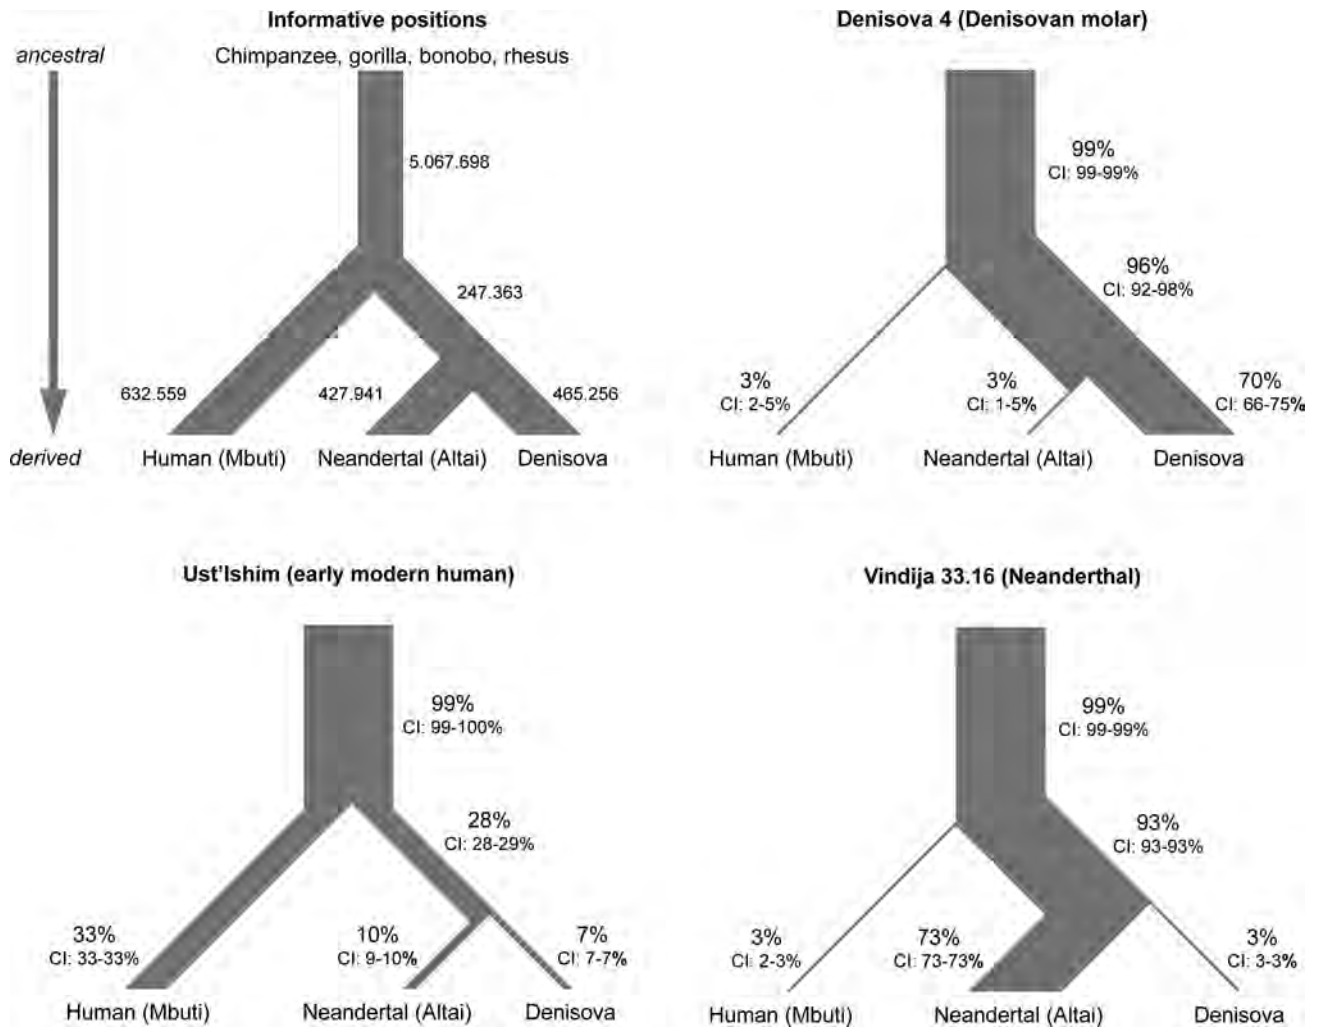 Informative positions
ancestral
Chimpanzee, gorilla, bonobo, rhesus
5.067.698
247.363
632.559
427.941
465.256
derived
Human (Mbuti)
Neandertal (Altai)
Denisova
Denisova 4 (Denisovan molar)
99%
CI: 99-99%
96%
CI: 92-98%
3%
CI: 2-5%
3%
CI: 1-5%
70%
CI: 66-75%
Human (Mbuti)
Neandertal (Altai)
Denisova
Ust'Ishim (early modern human)
99%
CI: 99-100%
28%
CI: 28-29%
33%
CI: 33-33%
10%
CI: 9-10%
7%
CI: 7-7%
Human (Mbuti)
Neandertal (Altai)
Denisova
Vindija 33.16 (Neanderthal)
99%
CI: 99-99%
93%
CI: 93-93%
3%
CI: 2-3%
73%
CI: 73-73%
3%
CI: 3-3%
Human (Mbuti)
Neandertal (Altai)
Denisova